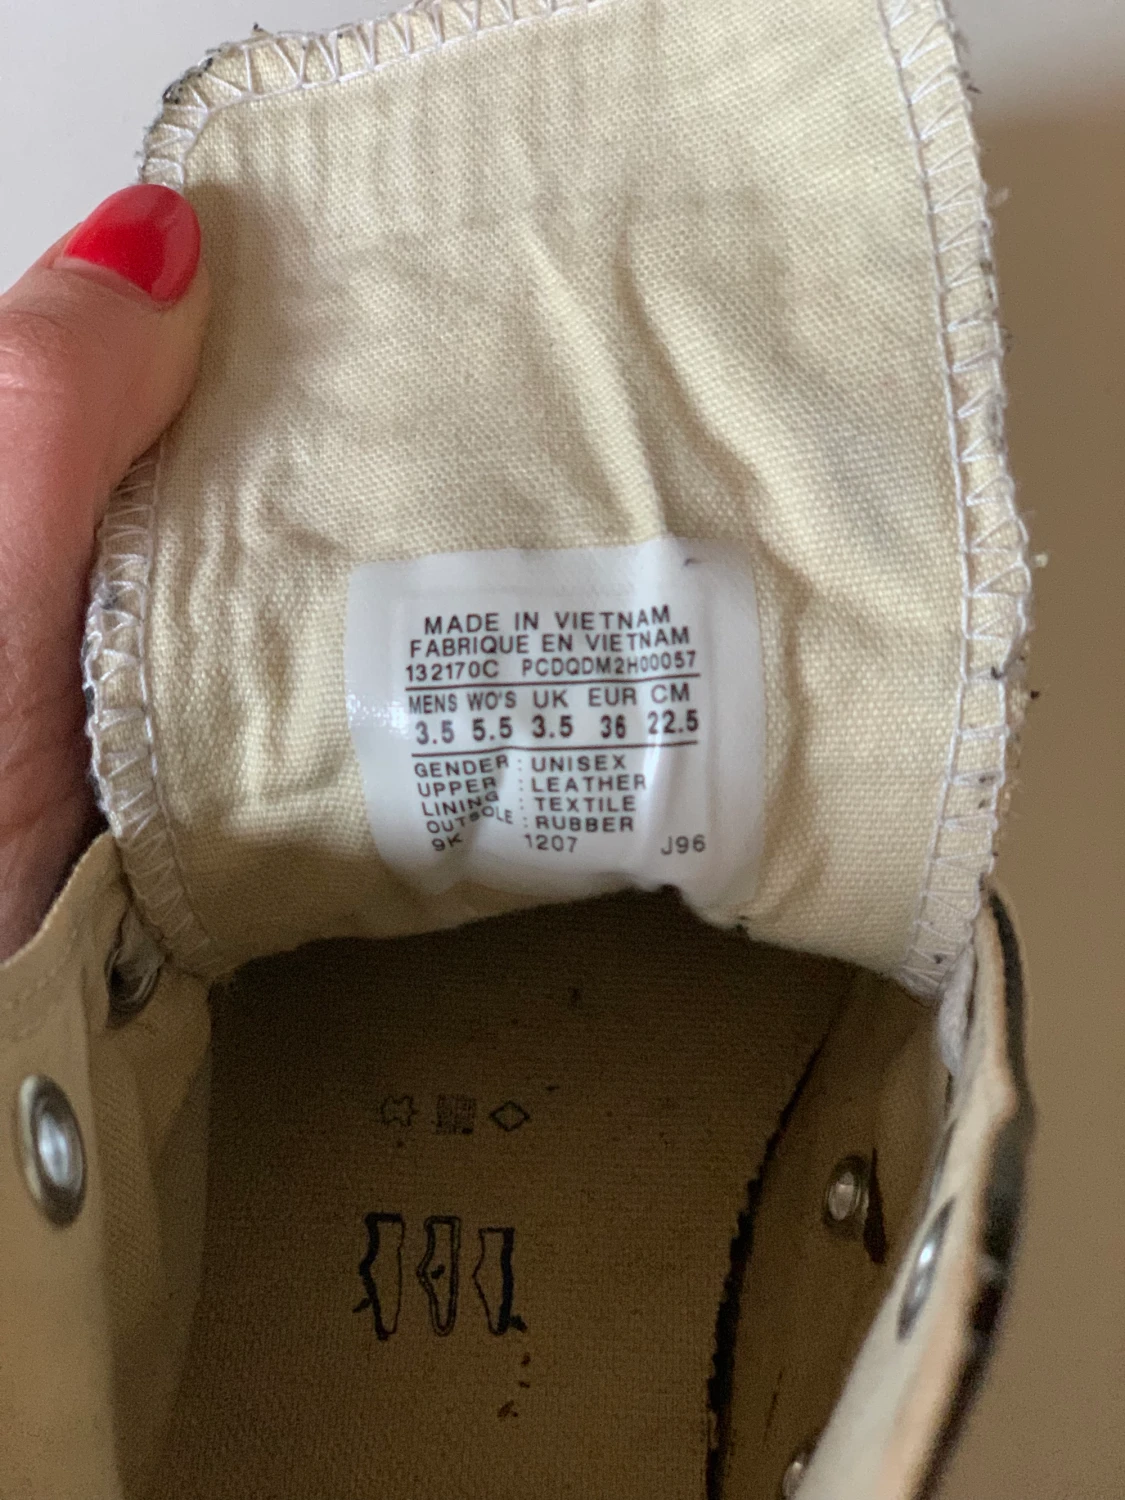 MADE IN VIETNAM
FABRIQUE EN VIETNAM
132170C PCDQDM2H00057
MENS WO'S UK EUR CM
3.5 5.5 3.5 36 22.5
GENDER : UNISEX
UPPER : LEATHER
LINING : TEXTILE
OUTSOLE : RUBBER
9K 1207 J96